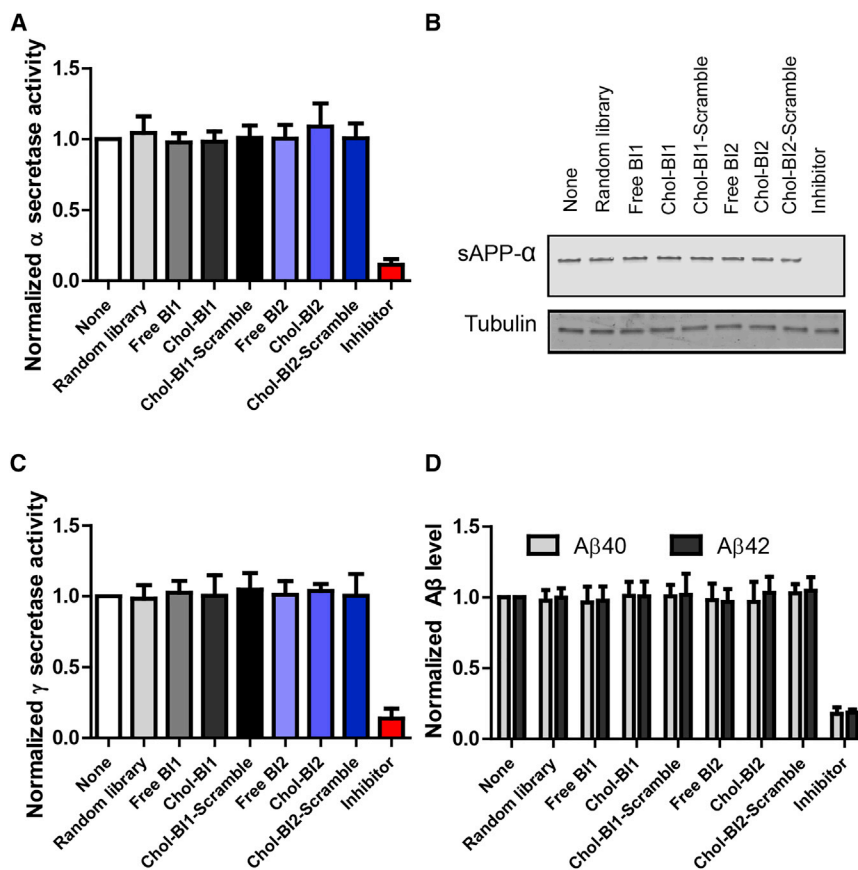 A
Normalized α secretase activity
1.5
1.0
0.5
0.0
None
Random library
Free BI1
Chol-BI1
Chol-BI1-Scramble
Free BI2
Chol-BI2
Chol-BI2-Scramble
Inhibitor
B
None
Random library
Free BI1
Chol-BI1
Chol-BI1-Scramble
Free BI2
Chol-BI2
Chol-BI2-Scramble
Inhibitor
sAPP-α
Tubulin
C
Normalized γ secretase activity
1.5
1.0
0.5
0.0
None
Random library
Free BI1
Chol-BI1
Chol-BI1-Scramble
Free BI2
Chol-BI2
Chol-BI2-Scramble
Inhibitor
D
Normalized Aβ level
1.5
1.0
0.5
0.0
Aβ40 Aβ42
None
Random library
Free BI1
Chol-BI1
Chol-BI1-Scramble
Free BI2
Chol-BI2
Chol-BI2-Scramble
Inhibitor